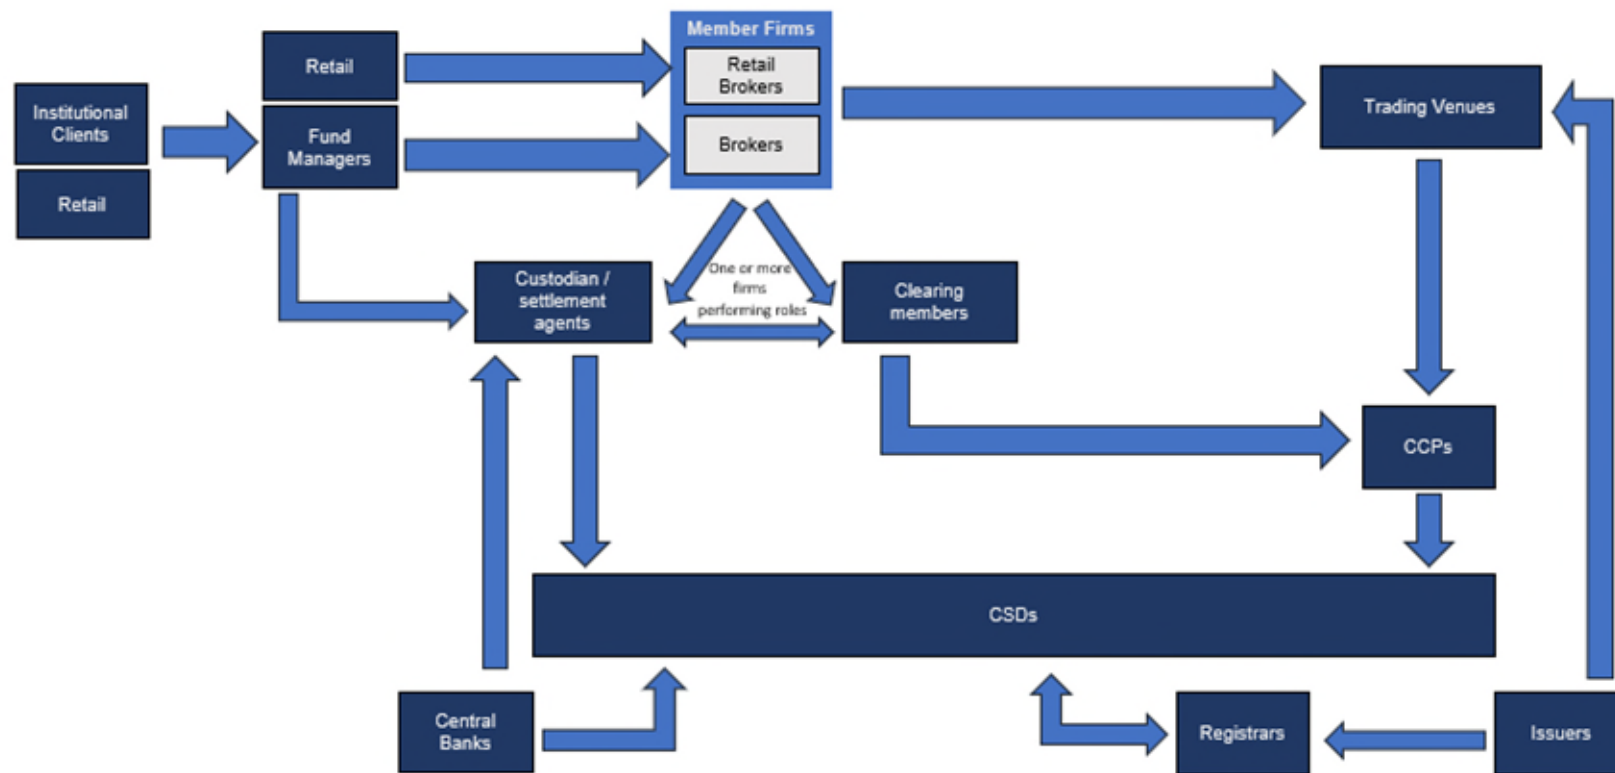 Member Firms
Retail
Brokers
Brokers
Retail
Fund
Managers
Institutional
Clients
Retail
Trading Venues
Custodian /
settlement
agents
One or more
firms
performing roles
Clearing
members
CCPs
CSDs
Central
Banks
Registrars
Issuers